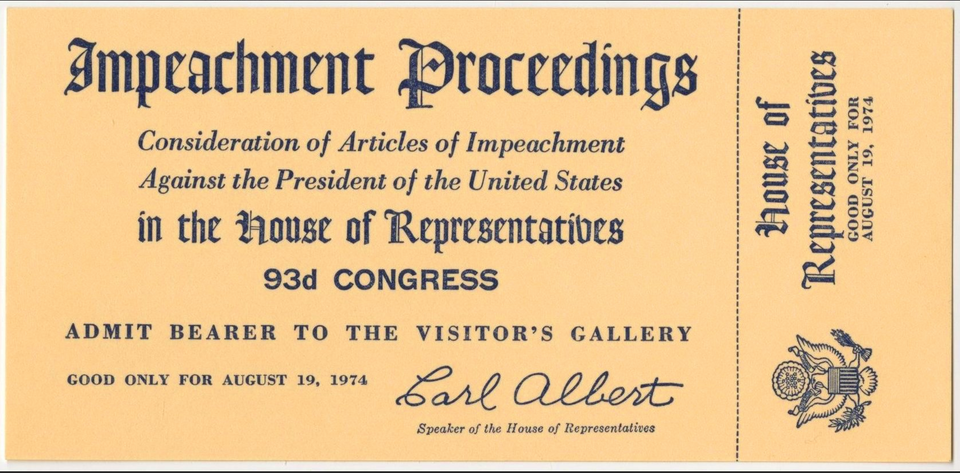 Impeachment Proceedings
Consideration of Articles of Impeachment
Against the President of the United States
in the House of Representatives
93d CONGRESS
ADMIT BEARER TO THE VISITOR'S GALLERY
GOOD ONLY FOR AUGUST 19, 1974
Carl Albert
Speaker of the House of Representatives
House of
Representatives
GOOD ONLY FOR
AUGUST 19, 1974